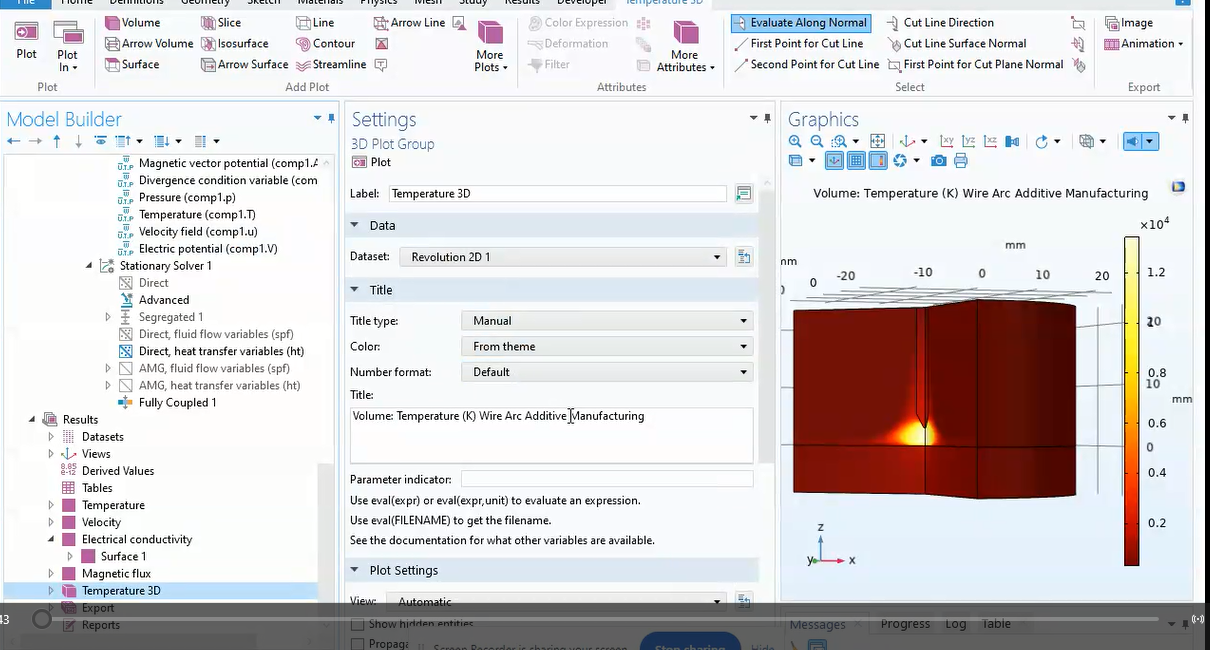 File Home Definitions Geometry Sketch Materials Physics Mesh Study Results Developer Temperature 3D
Plot
Plot In
Volume Slice Line Arrow Line
Arrow Volume Isosurface Contour
Surface Arrow Surface Streamline
More Plots
Color Expression
Deformation
Filter
More Attributes
Evaluate Along Normal Cut Line Direction
First Point for Cut Line Cut Line Surface Normal
Second Point for Cut Line First Point for Cut Plane Normal
Image
Animation
Plot Add Plot Attributes Select Export
Model Builder
Magnetic vector potential (comp1.A
Divergence condition variable (com
Pressure (comp1.p)
Temperature (comp1.T)
Velocity field (comp1.u)
Electric potential (comp1.V)
Stationary Solver 1
Direct
Advanced
Segregated 1
Direct, fluid flow variables (spf)
Direct, heat transfer variables (ht)
AMG, fluid flow variables (spf)
AMG, heat transfer variables (ht)
Fully Coupled 1
Results
Datasets
Views
8.85
e-12
Derived Values
Tables
Temperature
Velocity
Electrical conductivity
Surface 1
Magnetic flux
Temperature 3D
Export
Reports
43
Settings
3D Plot Group
Plot
Label: Temperature 3D
Data
Dataset: Revolution 2D 1
Title
Title type: Manual
Color: From theme
Number format: Default
Title:
Volume: Temperature (K) Wire Arc Additive Manufacturing
Parameter indicator:
Use eval(expr) or eval(expr,unit) to evaluate an expression.
Use eval(FILENAME) to get the filename.
See the documentation for what other variables are available.
Plot Settings
View: Automatic
Show hidden entities
Propaga
Screen Recorder is sharing your screen. Stop sharing Hide
Graphics
xy yz xz
Volume: Temperature (K) Wire Arc Additive Manufacturing
×10⁴
mm
mm
-20 -10 0 10 20
0
0
1.2
20
0.8
10
mm
0.6
0
0.4
0.2
z
y x
Messages Progress Log Table